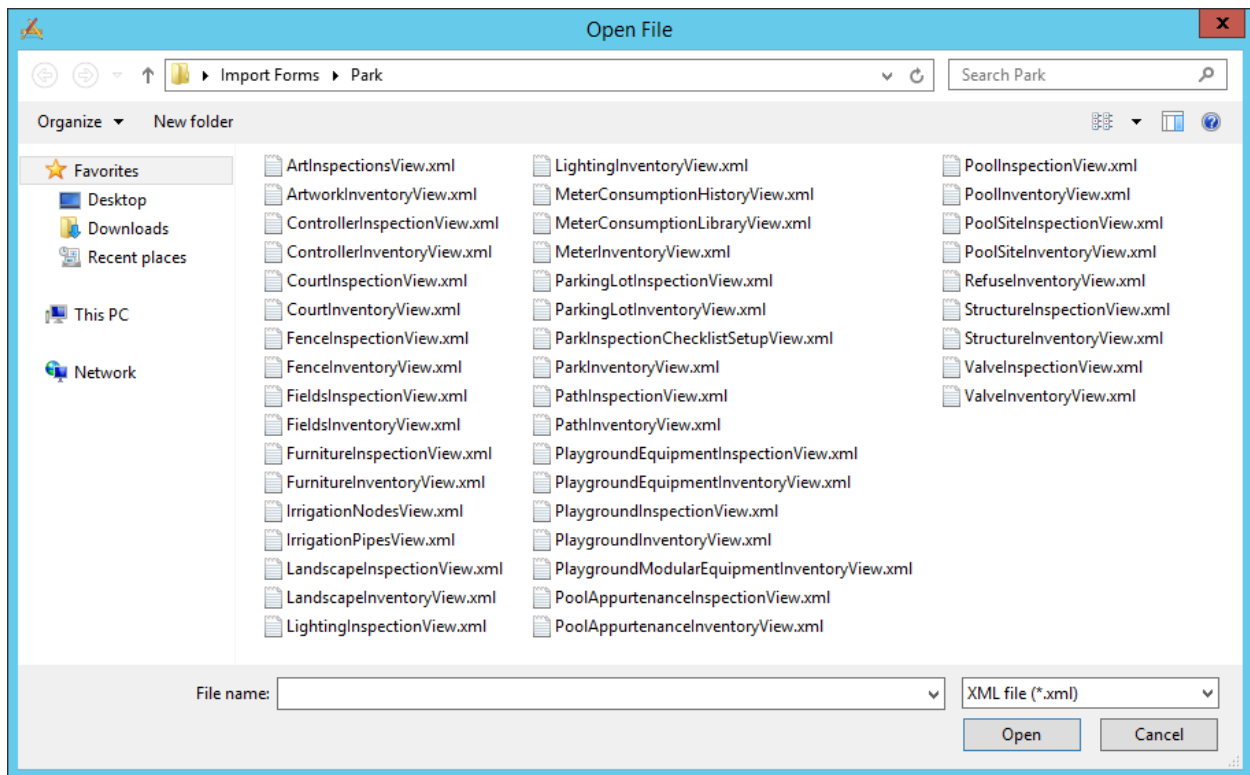 Open File
x
Import Forms Park
Search Park
Organize New folder
Favorites
Desktop
Downloads
Recent places
This PC
Network
ArtInspectionsView.xml
ArtworkInventoryView.xml
ControllerInspectionView.xml
ControllerInventoryView.xml
CourtInspectionView.xml
CourtInventoryView.xml
FenceInspectionView.xml
FenceInventoryView.xml
FieldsInspectionView.xml
FieldsInventoryView.xml
FurnitureInspectionView.xml
FurnitureInventoryView.xml
IrrigationNodesView.xml
IrrigationPipesView.xml
LandscapeInspectionView.xml
LandscapeInventoryView.xml
LightingInspectionView.xml
LightingInventoryView.xml
MeterConsumptionHistoryView.xml
MeterConsumptionLibraryView.xml
MeterInventoryView.xml
ParkingLotInspectionView.xml
ParkingLotInventoryView.xml
ParkInspectionChecklistSetupView.xml
ParkInventoryView.xml
PathInspectionView.xml
PathInventoryView.xml
PlaygroundEquipmentInspectionView.xml
PlaygroundEquipmentInventoryView.xml
PlaygroundInspectionView.xml
PlaygroundInventoryView.xml
PlaygroundModularEquipmentInventoryView.xml
PoolAppurtenanceInspectionView.xml
PoolAppurtenanceInventoryView.xml
PoolInspectionView.xml
PoolInventoryView.xml
PoolSiteInspectionView.xml
PoolSiteInventoryView.xml
RefuseInventoryView.xml
StructureInspectionView.xml
StructureInventoryView.xml
ValveInspectionView.xml
ValveInventoryView.xml
File name:
XML file (*.xml)
Open
Cancel